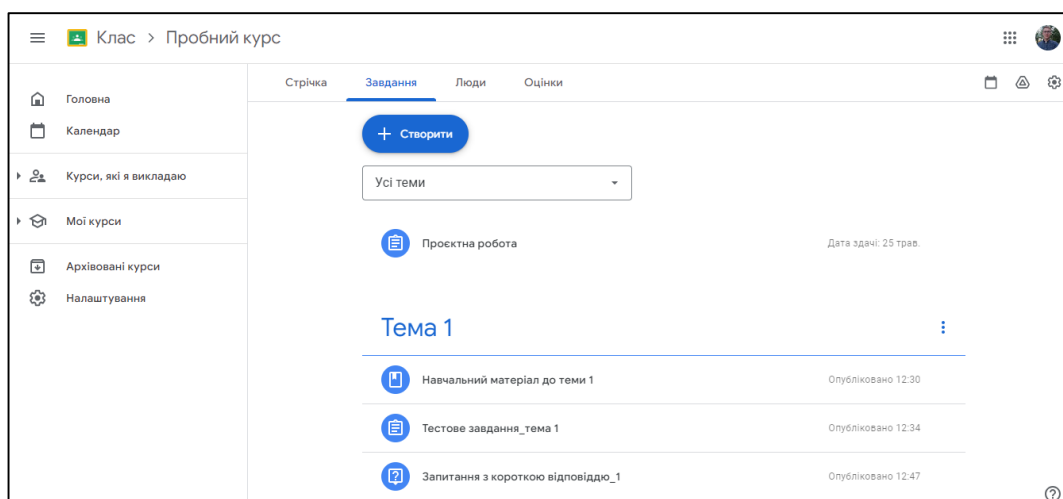 Клас > Пробний курс
Стрічка Завдання Люди Оцінки
Головна
Календар
Курси, які я викладаю
Мої курси
Архівовані курси
Налаштування
+ Створити
Усі теми
Проєктна робота Дата здачі: 25 трав.
Тема 1
Навчальний матеріал до теми 1 Опубліковано 12:30
Тестове завдання_тема 1 Опубліковано 12:34
Запитання з короткою відповіддю_1 Опубліковано 12:47